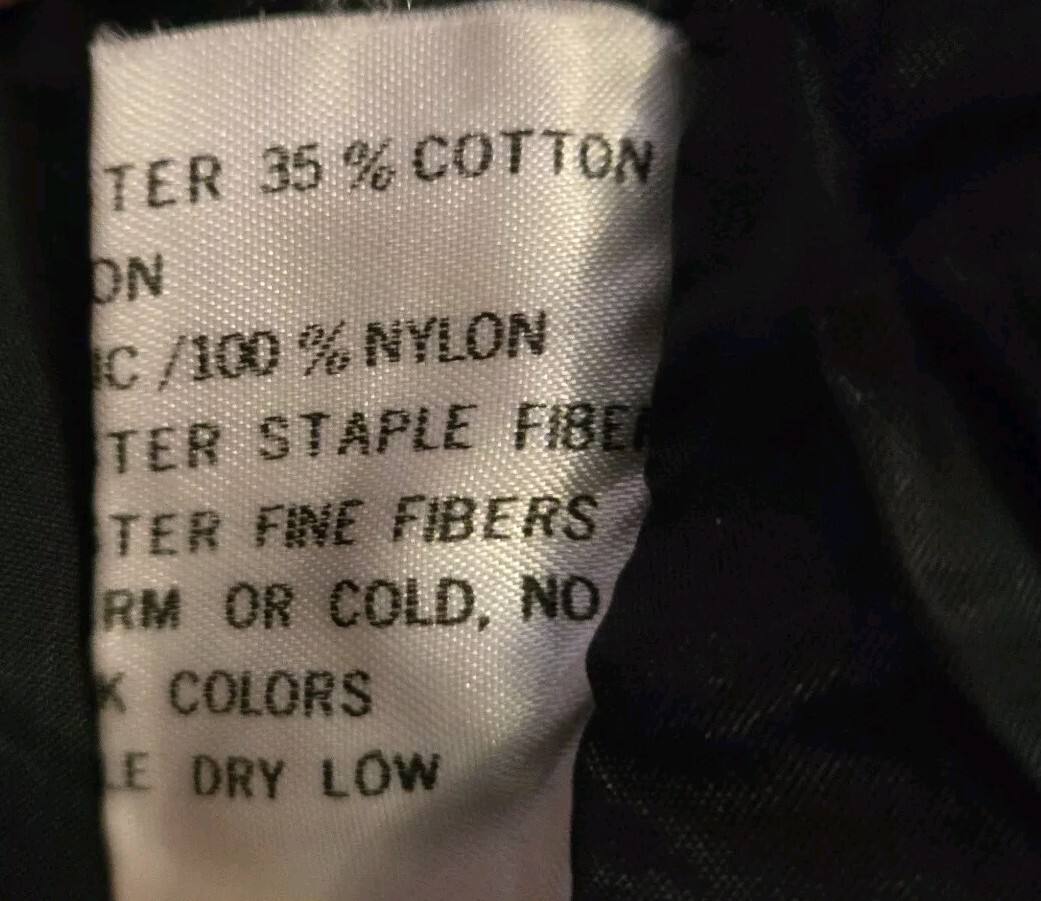 TER 35 % COTTON
ON
IC /100 % NYLON
TER STAPLE FIBER
TER FINE FIBERS
RM OR COLD, NO
K COLORS
LE DRY LOW